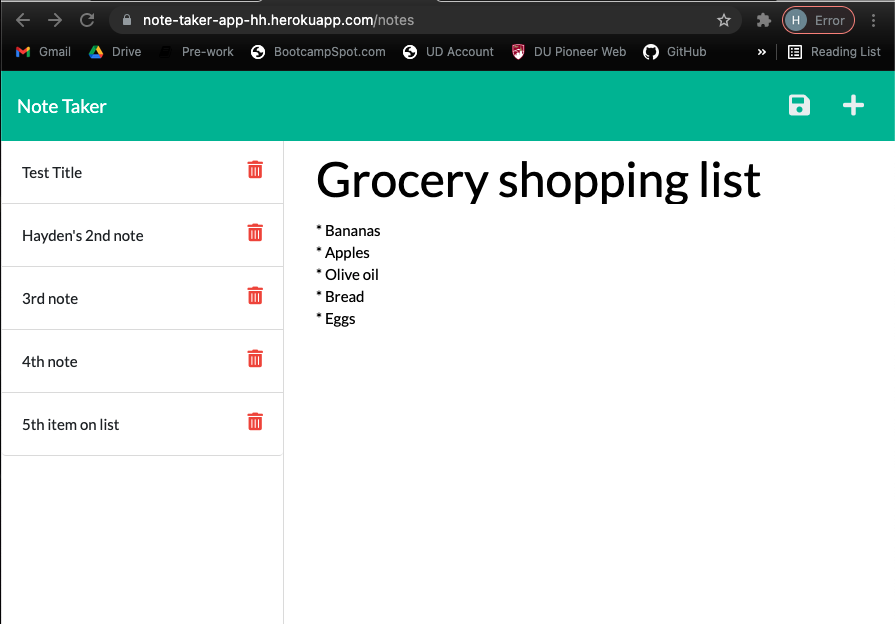 note-taker-app-hh.herokuapp.com/notes
H Error
Gmail Drive Pre-work BootcampSpot.com UD Account DU Pioneer Web GitHub » Reading List
Note Taker
Test Title
Hayden's 2nd note
3rd note
4th note
5th item on list
Grocery shopping list
* Bananas
* Apples
* Olive oil
* Bread
* Eggs